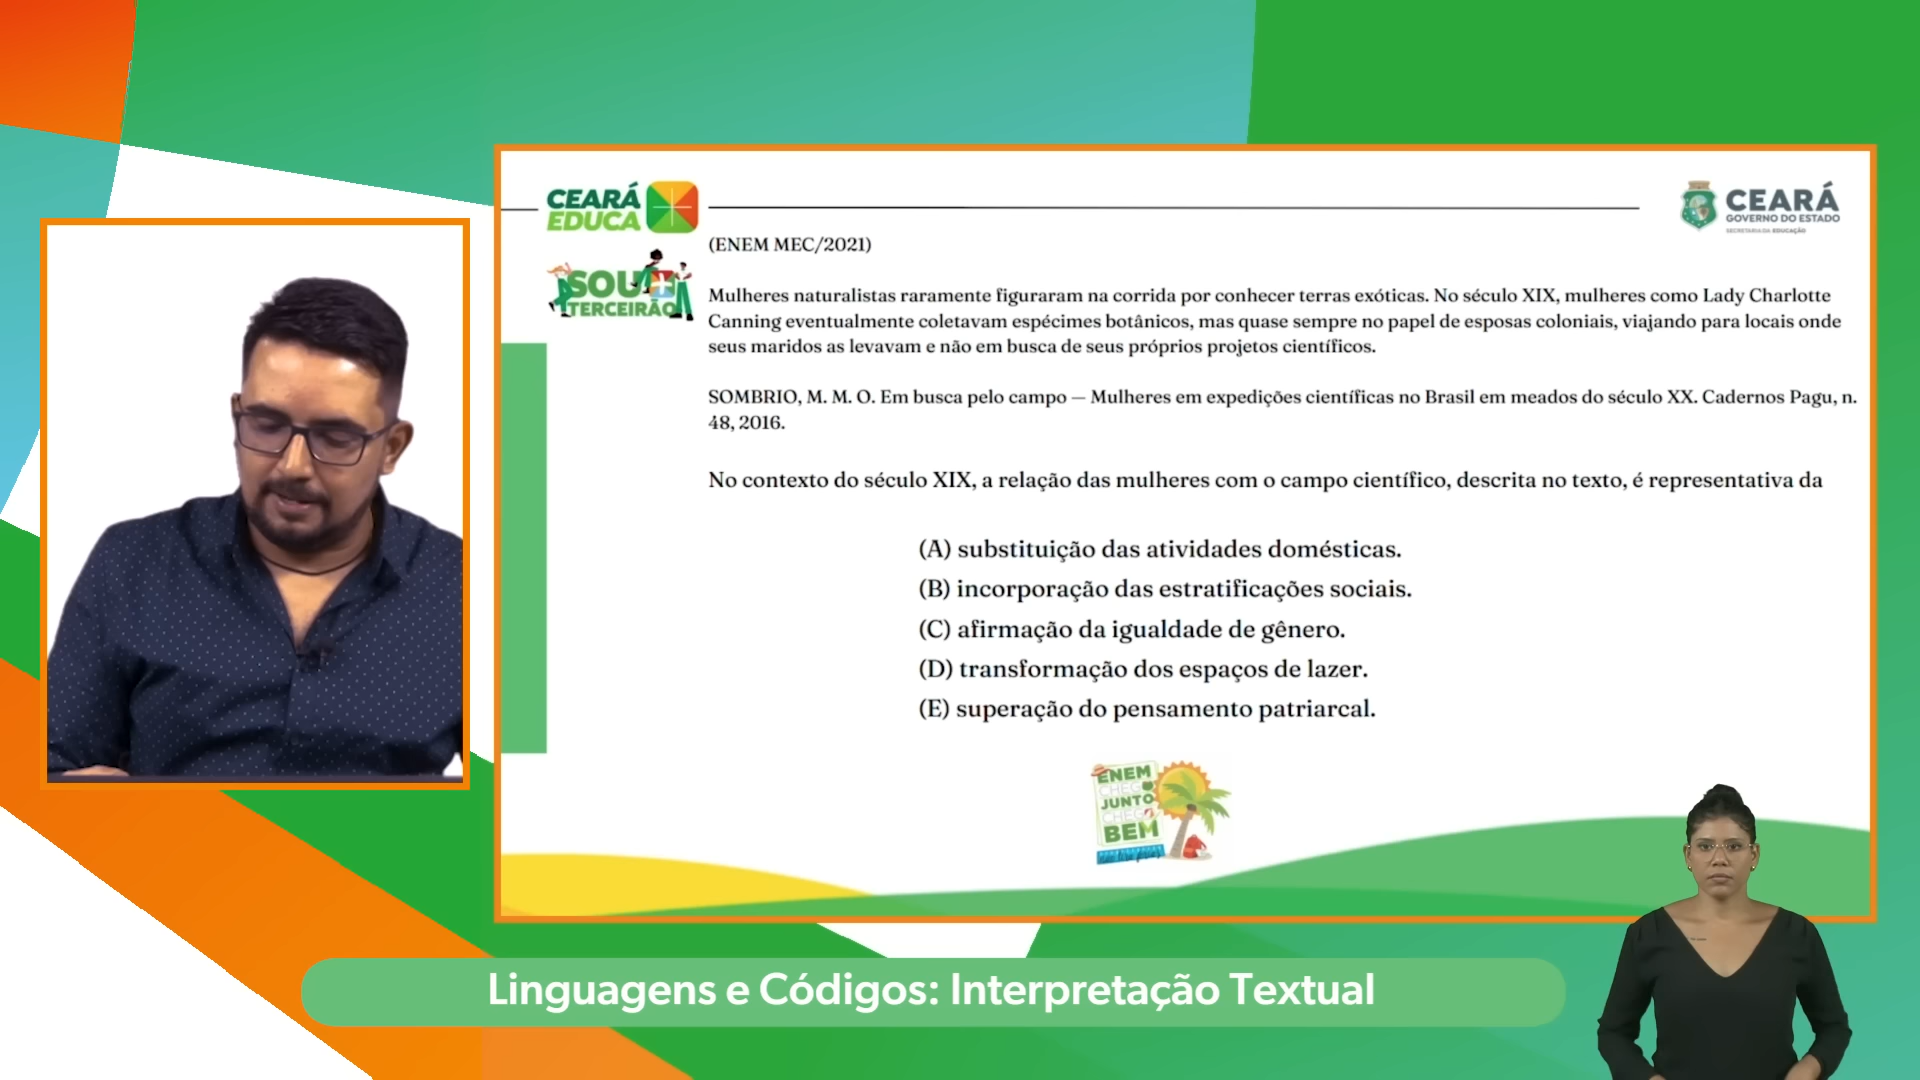 CEARÁ
EDUCA
SOU+
TERCEIRÃO
CEARÁ
GOVERNO DO ESTADO
SECRETARIA DA EDUCAÇÃO
(ENEM MEC/2021)
Mulheres naturalistas raramente figuraram na corrida por conhecer terras exóticas. No século XIX, mulheres como Lady Charlotte
Canning eventualmente coletavam espécimes botânicos, mas quase sempre no papel de esposas coloniais, viajando para locais onde
seus maridos as levavam e não em busca de seus próprios projetos científicos.
SOMBRIO, M. M. O. Em busca pelo campo — Mulheres em expedições científicas no Brasil em meados do século XX. Cadernos Pagu, n.
48, 2016.
No contexto do século XIX, a relação das mulheres com o campo científico, descrita no texto, é representativa da
(A) substituição das atividades domésticas.
(B) incorporação das estratificações sociais.
(C) afirmação da igualdade de gênero.
(D) transformação dos espaços de lazer.
(E) superação do pensamento patriarcal.
ENEM
CHEGO
JUNTO
CHEGO
BEM
Linguagens e Códigos: Interpretação Textual